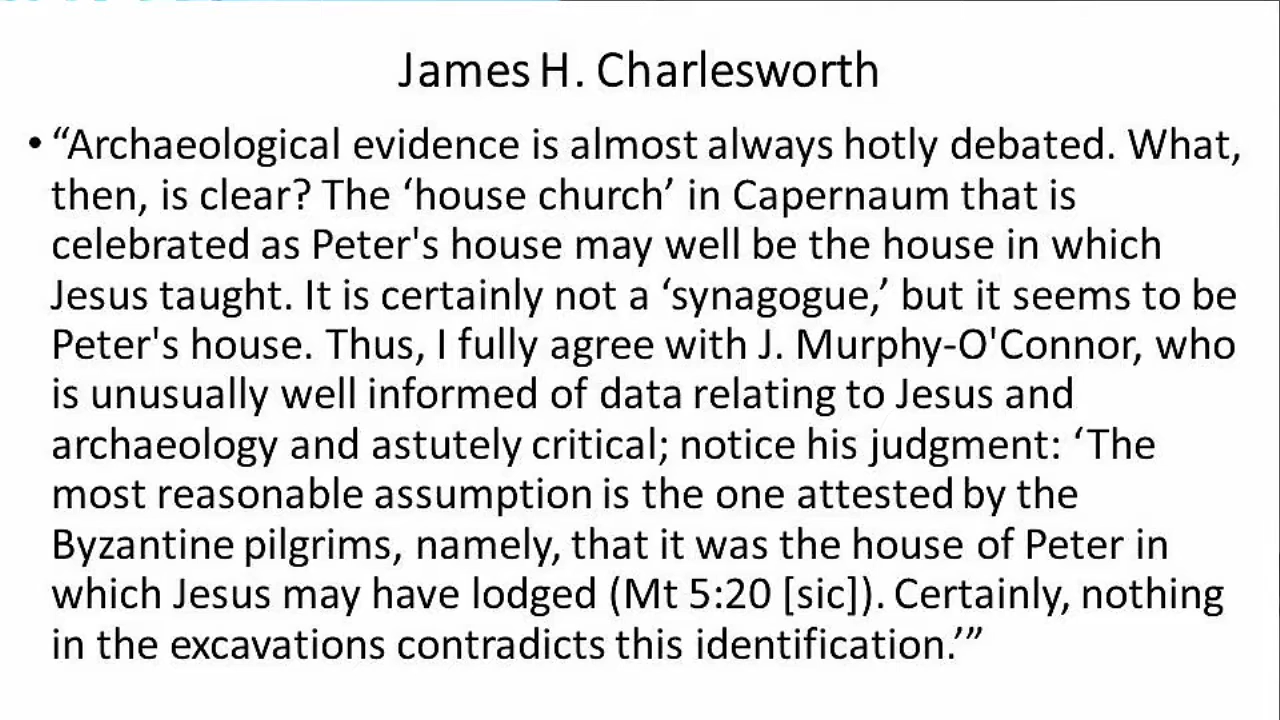 James H. Charlesworth
• “Archaeological evidence is almost always hotly debated. What,
then, is clear? The ‘house church’ in Capernaum that is
celebrated as Peter's house may well be the house in which
Jesus taught. It is certainly not a ‘synagogue,’ but it seems to be
Peter's house. Thus, I fully agree with J. Murphy-O'Connor, who
is unusually well informed of data relating to Jesus and
archaeology and astutely critical; notice his judgment: ‘The
most reasonable assumption is the one attested by the
Byzantine pilgrims, namely, that it was the house of Peter in
which Jesus may have lodged (Mt 5:20 [sic]). Certainly, nothing
in the excavations contradicts this identification.’”